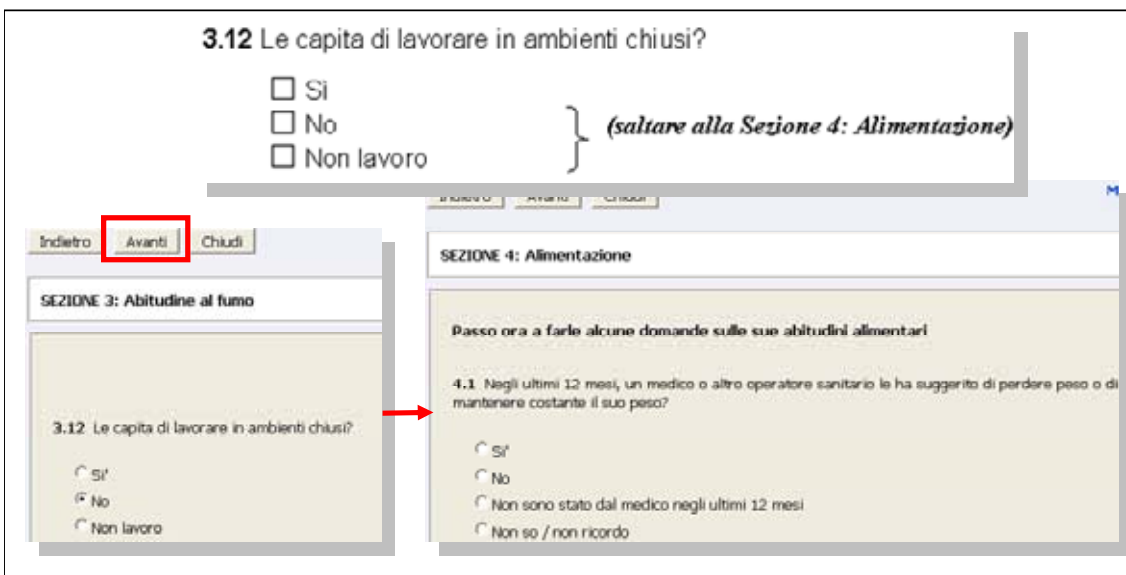 3.12 Le capita di lavorare in ambienti chiusi?
Sì
No
Non lavoro
(saltare alla Sezione 4: Alimentazione)
Indietro Avanti Chiudi
SEZIONE 3: Abitudine al fumo
3.12 Le capita di lavorare in ambienti chiusi?
Si'
No
Non lavoro
Indietro Avanti Chiudi
M
SEZIONE 4: Alimentazione
Passo ora a farle alcune domande sulle sue abitudini alimentari
4.1 Negli ultimi 12 mesi, un medico o altro operatore sanitario le ha suggerito di perdere peso o di
mantenere costante il suo peso?
Si'
No
Non sono stato dal medico negli ultimi 12 mesi
Non so / non ricordo